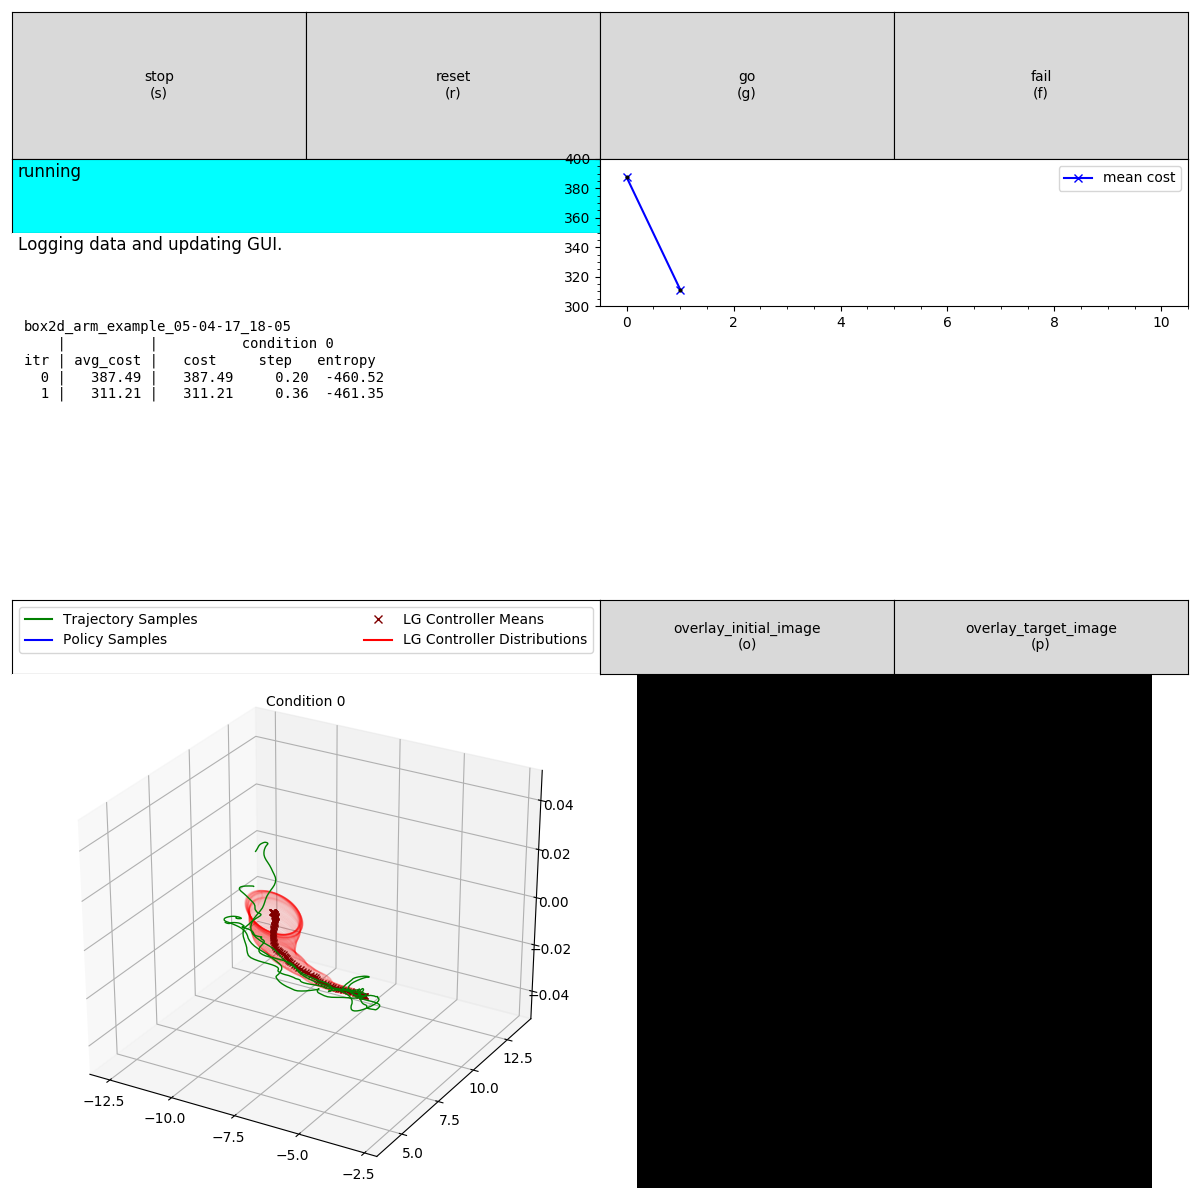 stop
(s)
reset
(r)
go
(g)
fail
(f)
running
Logging data and updating GUI.
400
380
360
340
320
300
0 2 4 6 8 10
mean cost
box2d_arm_example_05-04-17_18-05
| | condition 0
itr | avg_cost | cost step entropy
0 | 387.49 | 387.49 0.20 -460.52
1 | 311.21 | 311.21 0.36 -461.35
Trajectory Samples
Policy Samples
LG Controller Means
LG Controller Distributions
overlay_initial_image
(o)
overlay_target_image
(p)
Condition 0
0.04
0.02
0.00
−0.02
−0.04
12.5
10.0
7.5
5.0
−12.5
−10.0
−7.5
−5.0
−2.5